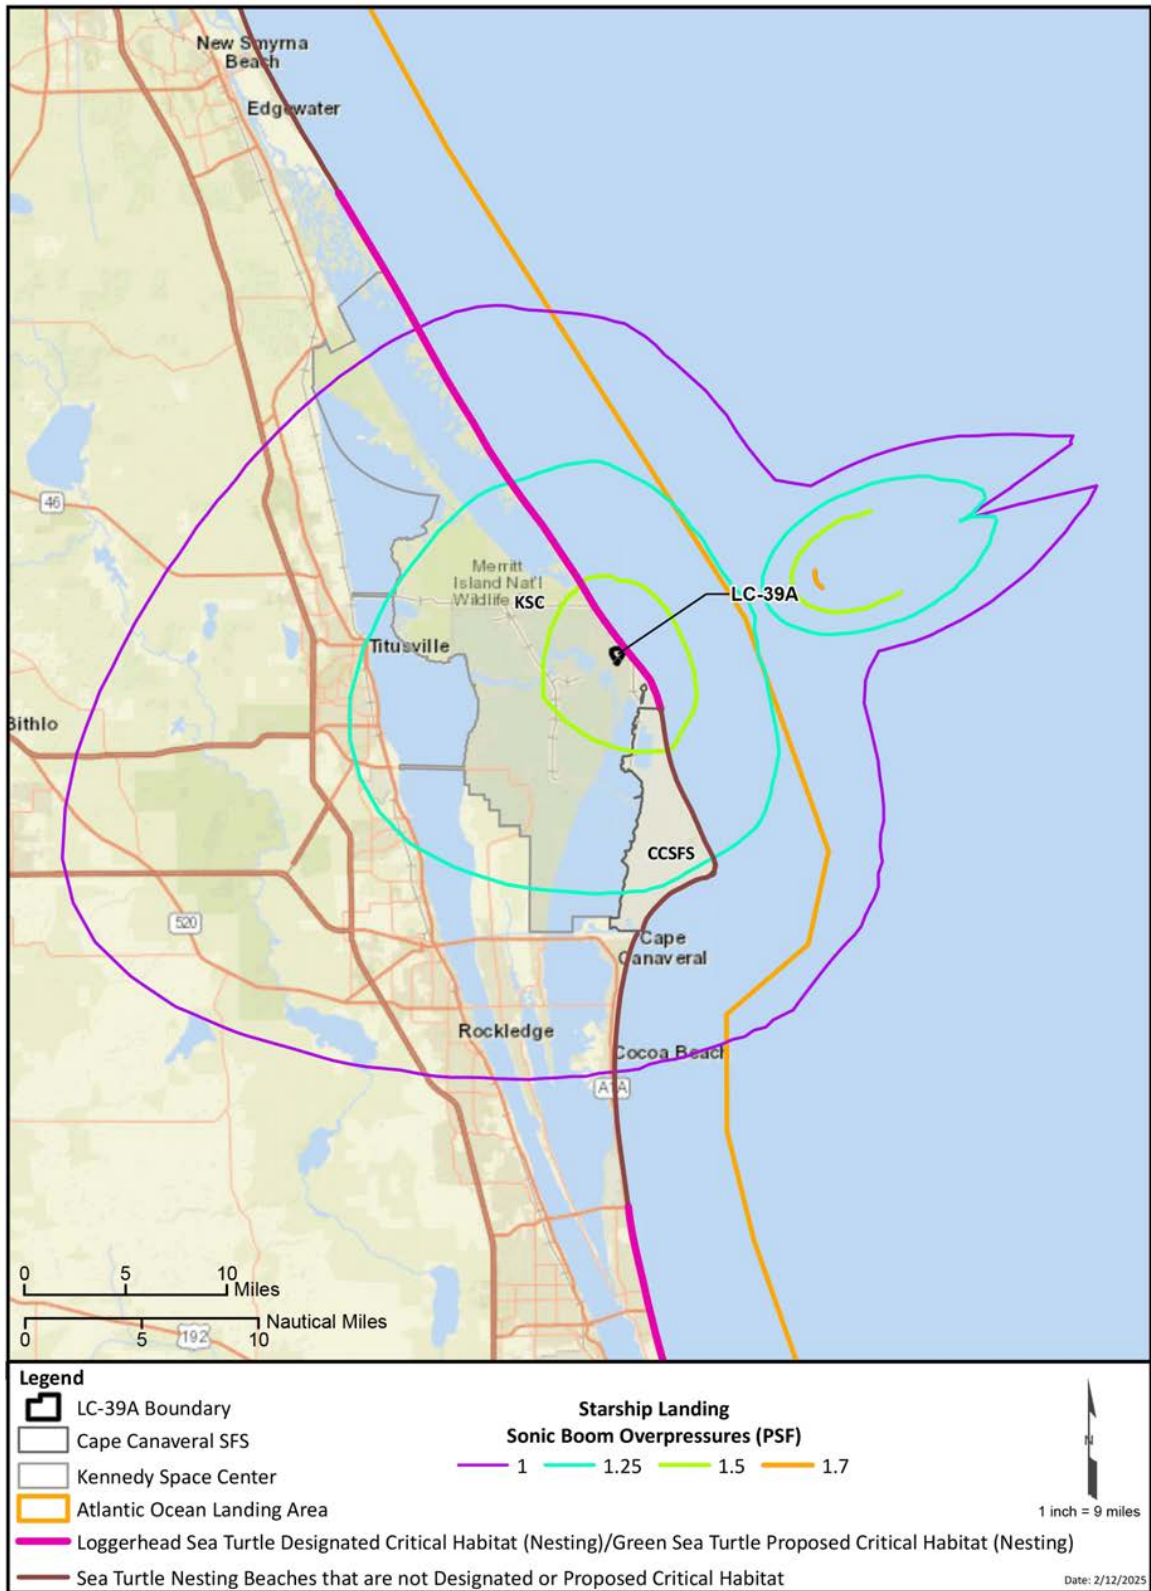 New Smyrna
Beach
Edgewater
46
Merritt
Island Nat'l
Wildlife
KSC
LC-39A
Titusville
Bithlo
CCSFS
520
Cape
Canaveral
Rockledge
Cocoa Beach
A1A
0 5 10
Miles
Nautical Miles
0 5 10
192
Legend
LC-39A Boundary
Cape Canaveral SFS
Kennedy Space Center
Atlantic Ocean Landing Area
Loggerhead Sea Turtle Designated Critical Habitat (Nesting)/Green Sea Turtle Proposed Critical Habitat (Nesting)
Sea Turtle Nesting Beaches that are not Designated or Proposed Critical Habitat
Starship Landing
Sonic Boom Overpressures (PSF)
1 1.25 1.5 1.7
N
1 inch = 9 miles
Date: 2/12/2025